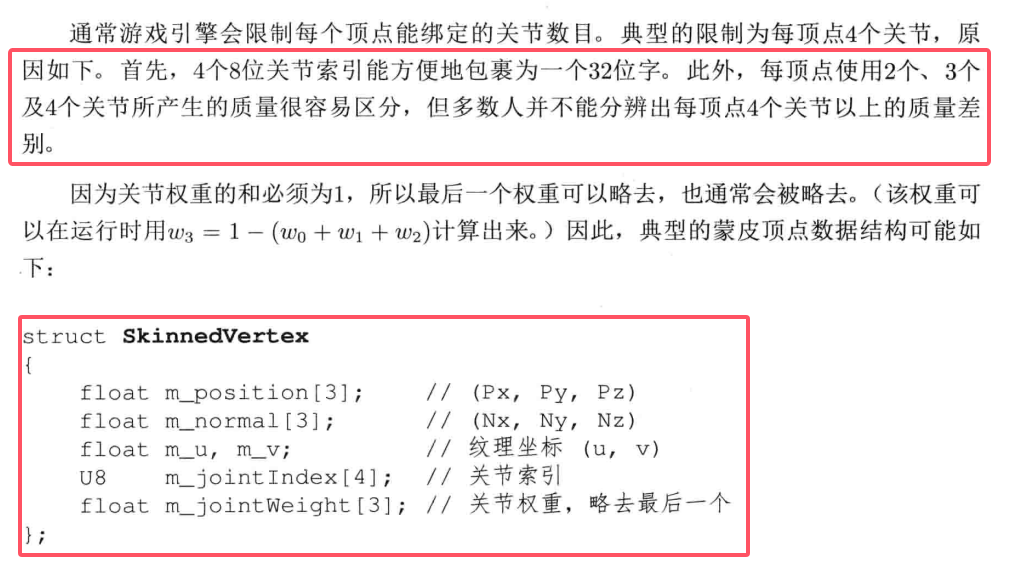 通常游戏引擎会限制每个顶点能绑定的关节数目。典型的限制为每顶点4个关节，原
因如下。首先，4个8位关节索引能方便地包裹为一个32位字。此外，每顶点使用2个、3个
及4个关节所产生的质量很容易区分，但多数人并不能分辨出每顶点4个关节以上的质量差
别。
因为关节权重的和必须为1，所以最后一个权重可以略去，也通常会被略去。（该权重可
以在运行时用w₃ = 1 − (w₀ + w₁ + w₂)计算出来。）因此，典型的蒙皮顶点数据结构可能如
下：
struct SkinnedVertex
{
    float m_position[3];    // (Px, Py, Pz)
    float m_normal[3];      // (Nx, Ny, Nz)
    float m_u, m_v;         // 纹理坐标 (u, v)
    U8    m_jointIndex[4];  // 关节索引
    float m_jointWeight[3]; // 关节权重，略去最后一个
};